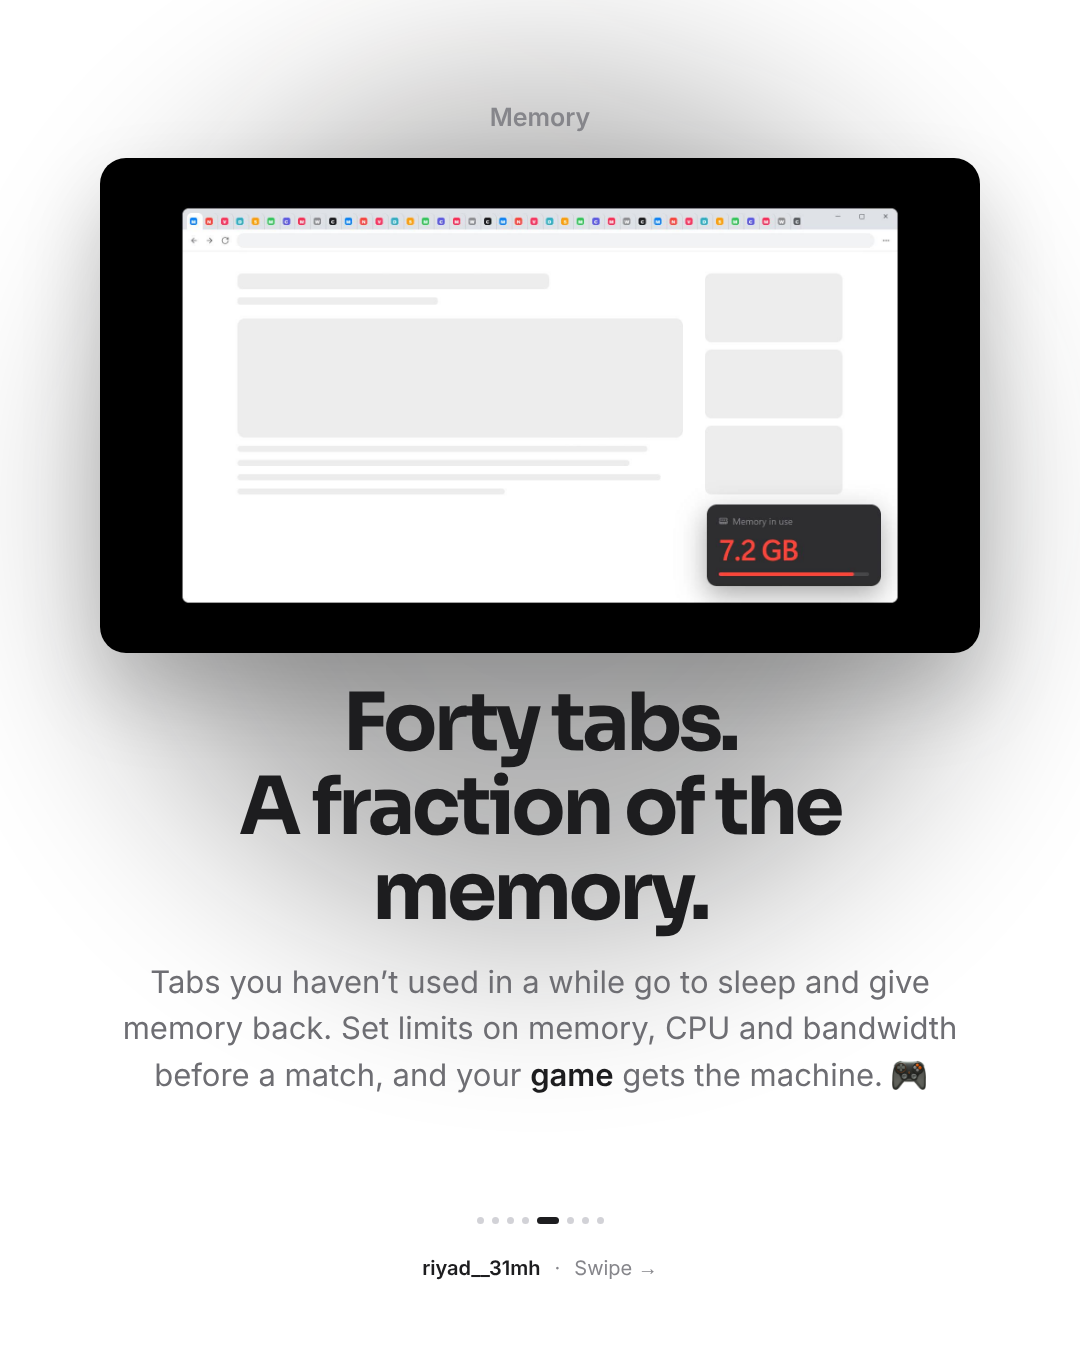 Memory
Memory in use
7.2 GB
Forty tabs.
A fraction of the
memory.
Tabs you haven’t used in a while go to sleep and give
memory back. Set limits on memory, CPU and bandwidth
before a match, and your game gets the machine. 🎮
riyad__31mh · Swipe →